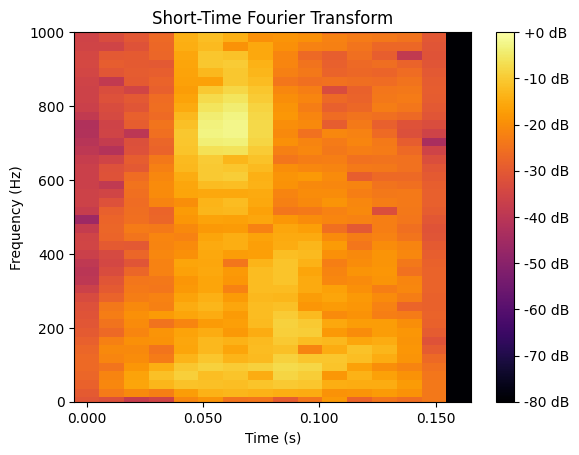 Short-Time Fourier Transform
1000
800
600
400
200
0
Frequency (Hz)
0.000
0.050
0.100
0.150
Time (s)
+0 dB
-10 dB
-20 dB
-30 dB
-40 dB
-50 dB
-60 dB
-70 dB
-80 dB